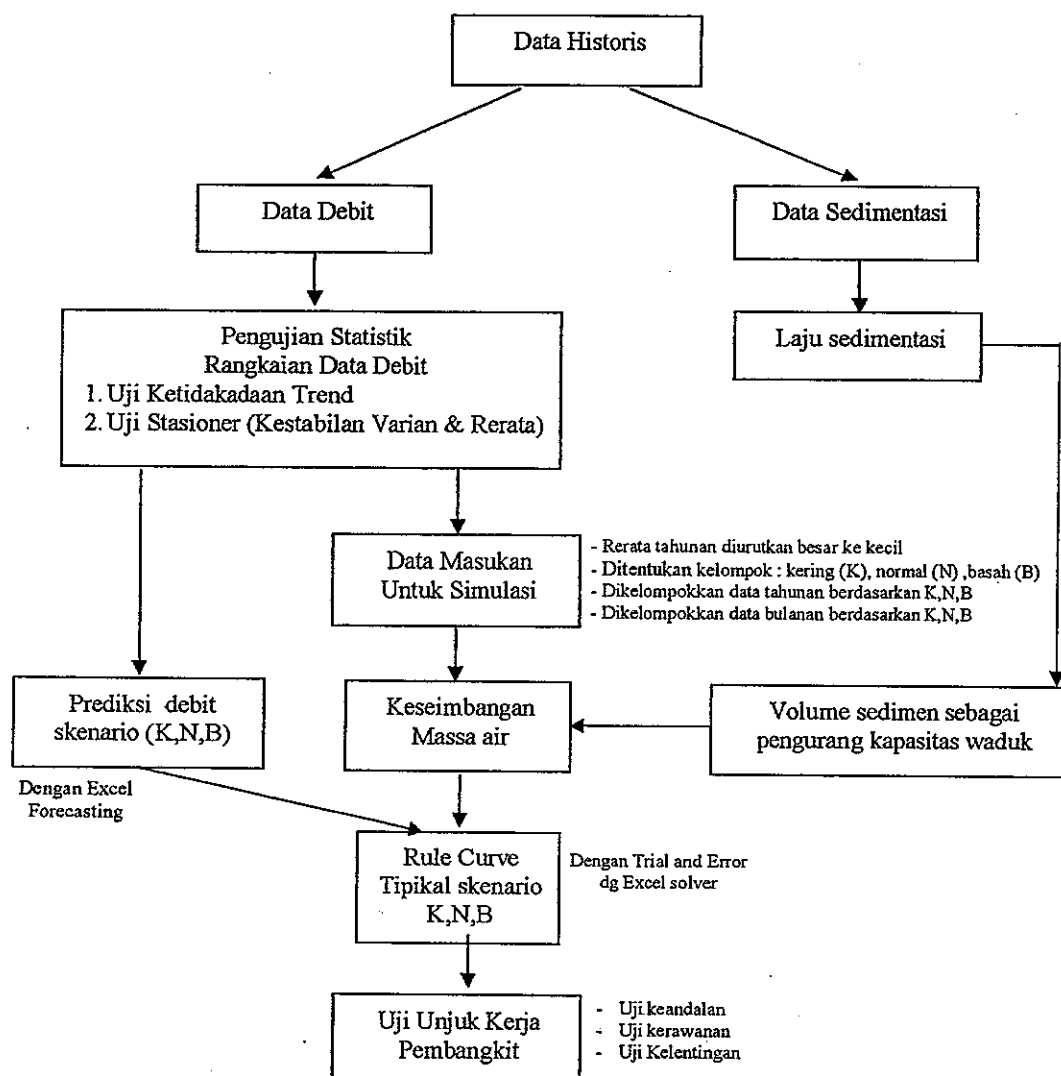 Data Historis
Data Debit
Data Sedimentasi
Pengujian Statistik
Rangkaian Data Debit
1. Uji Ketidakadaan Trend
2. Uji Stasioner (Kestabilan Varian & Rerata)
Laju sedimentasi
Data Masukan
Untuk Simulasi
- Rerata tahunan diurutkan besar ke kecil
- Ditentukan kelompok : kering (K), normal (N) ,basah (B)
- Dikelompokkan data tahunan berdasarkan K,N,B
- Dikelompokkan data bulanan berdasarkan K,N,B
Prediksi debit
skenario (K,N,B)
Keseimbangan
Massa air
Volume sedimen sebagai
pengurang kapasitas waduk
Dengan Excel
Forecasting
Rule Curve
Tipikal skenario
K,N,B
Dengan Trial and Error
dg Excel solver
Uji Unjuk Kerja
Pembangkit
- Uji keandalan
- Uji kerawanan
- Uji Kelentingan